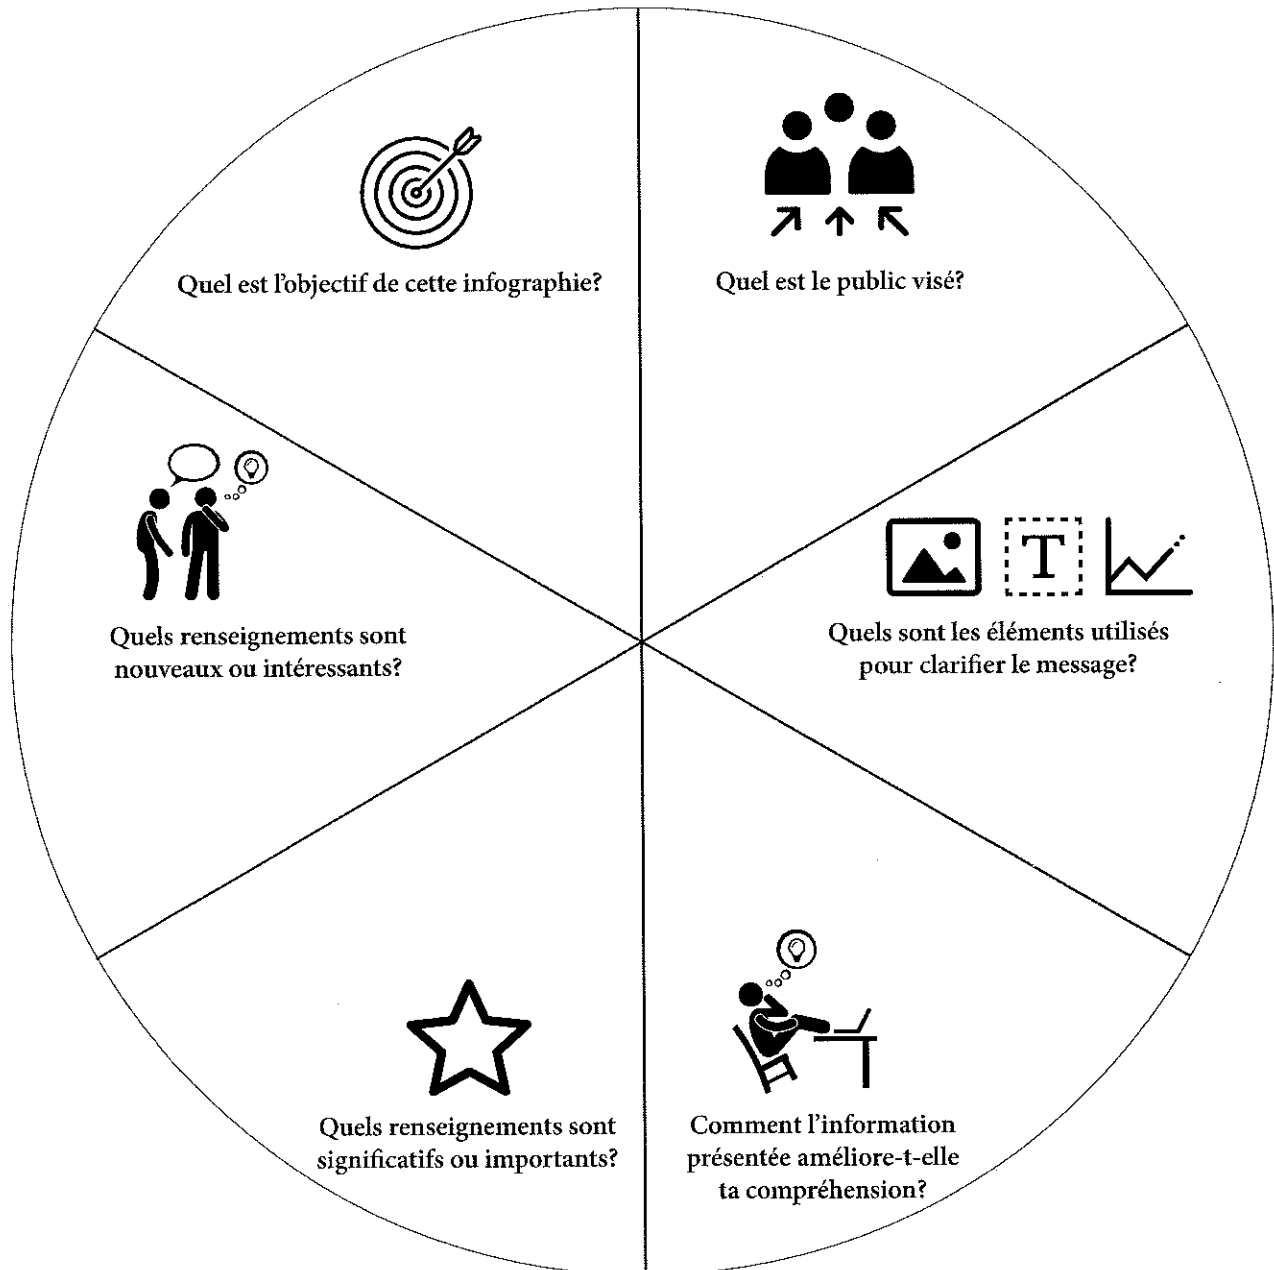 Quel est l'objectif de cette infographie?
Quel est le public visé?
T
Quels sont les éléments utilisés
pour clarifier le message?
Comment l'information
présentée améliore-t-elle
ta compréhension?
Quels renseignements sont
significatifs ou importants?
Quels renseignements sont
nouveaux ou intéressants?